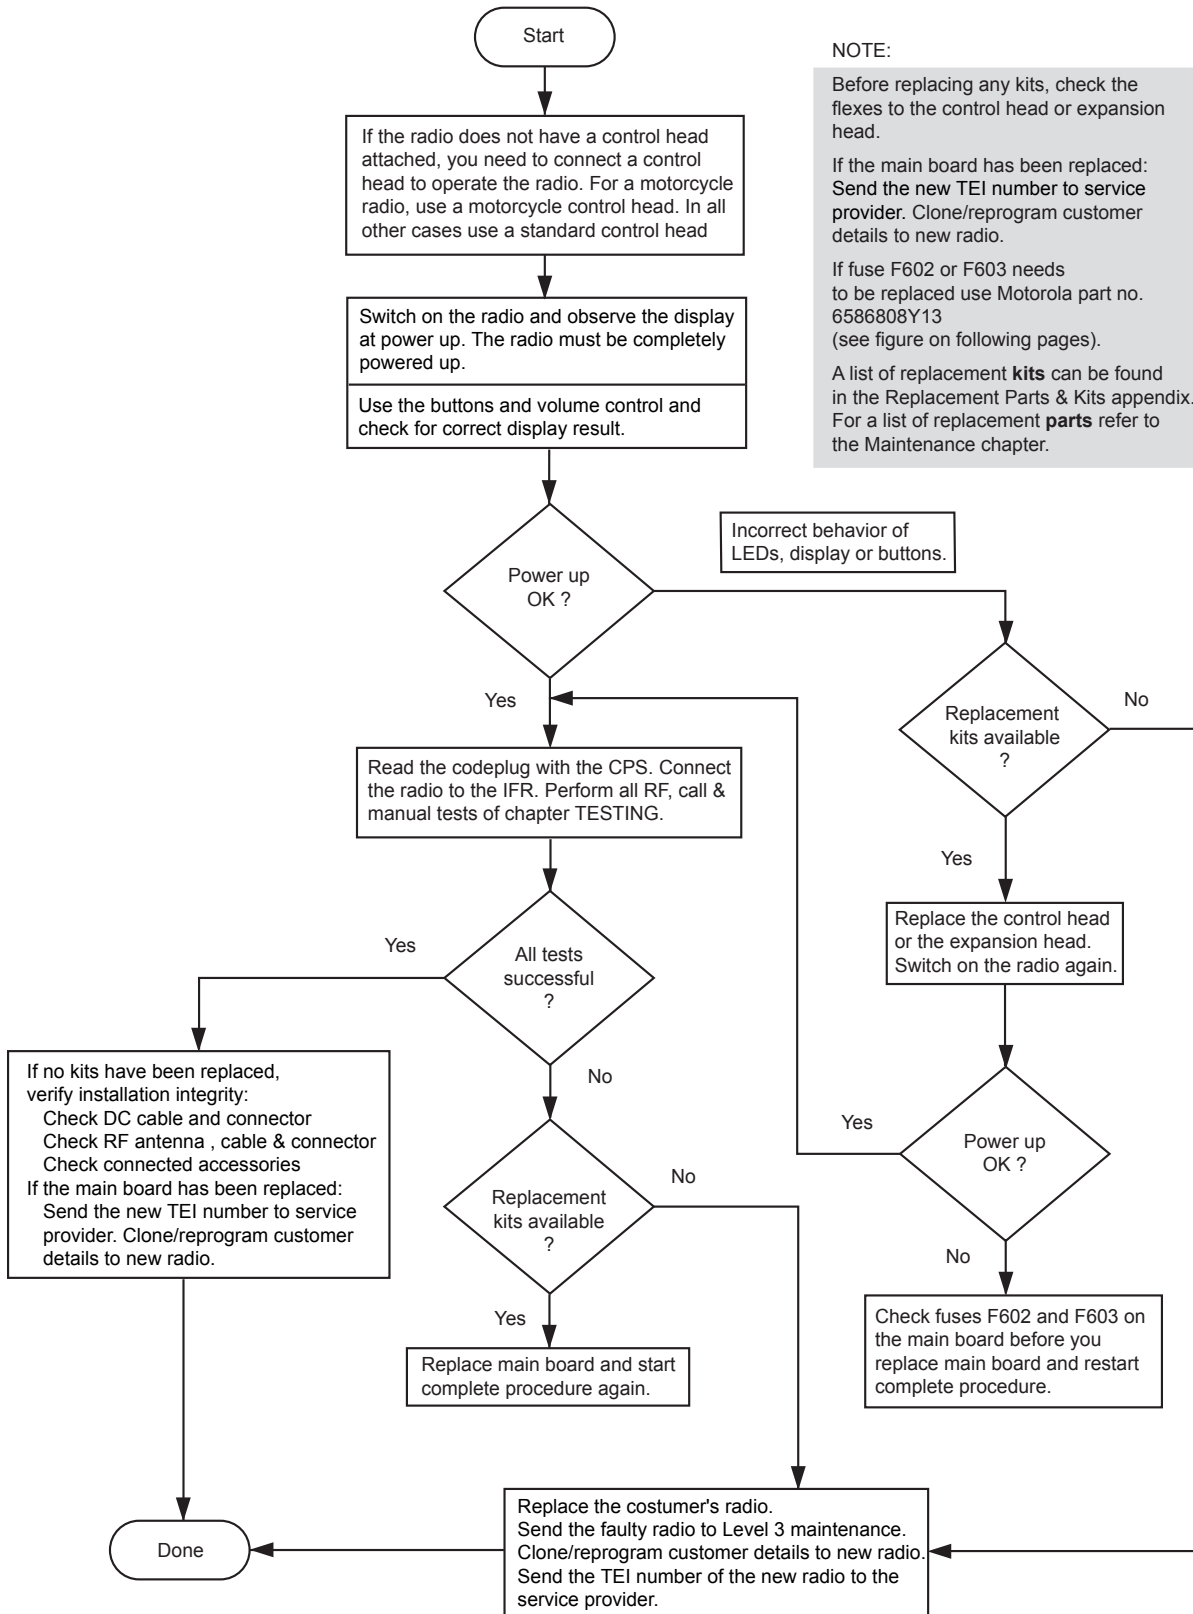 Start
NOTE:
Before replacing any kits, check the
flexes to the control head or expansion
head.
If the main board has been replaced:
Send the new TEI number to service
provider. Clone/reprogram customer
details to new radio.
If fuse F602 or F603 needs
to be replaced use Motorola part no.
6586808Y13
(see figure on following pages).
A list of replacement kits can be found
in the Replacement Parts & Kits appendix.
For a list of replacement parts refer to
the Maintenance chapter.
If the radio does not have a control head
attached, you need to connect a control
head to operate the radio. For a motorcycle
radio, use a motorcycle control head. In all
other cases use a standard control head
Switch on the radio and observe the display
at power up. The radio must be completely
powered up.
Use the buttons and volume control and
check for correct display result.
Power up
OK ?
Incorrect behavior of
LEDs, display or buttons.
Yes
Replacement
kits available
?
No
Read the codeplug with the CPS. Connect
the radio to the IFR. Perform all RF, call &
manual tests of chapter TESTING.
Yes
Replace the control head
or the expansion head.
Switch on the radio again.
Yes
All tests
successful
?
No
If no kits have been replaced,
verify installation integrity:
Check DC cable and connector
Check RF antenna , cable & connector
Check connected accessories
If the main board has been replaced:
Send the new TEI number to service
provider. Clone/reprogram customer
details to new radio.
Yes
Power up
OK ?
No
Replacement
kits available
?
No
Yes
Check fuses F602 and F603 on
the main board before you
replace main board and restart
complete procedure.
Replace main board and start
complete procedure again.
Replace the costumer's radio.
Send the faulty radio to Level 3 maintenance.
Clone/reprogram customer details to new radio.
Send the TEI number of the new radio to the
service provider.
Done